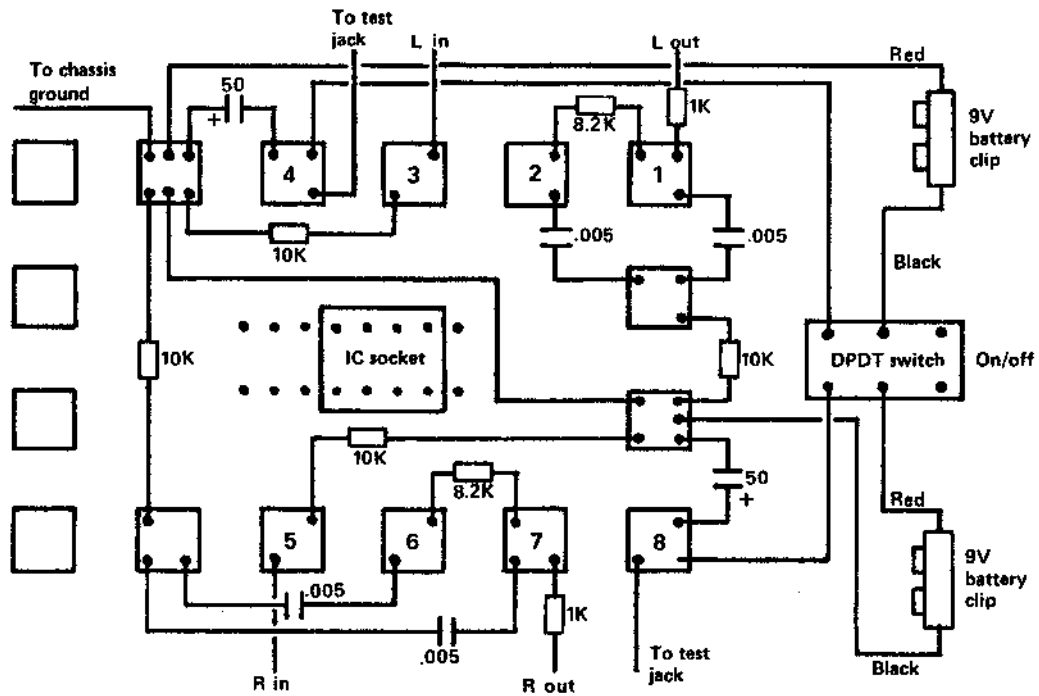 To test
jack
L in
L out
Red
To chassis
ground
50
+
8.2K
1K
9V
battery
clip
4
3
2
1
10K
.005
.005
Black
IC socket
10K
10K
DPDT switch
On/off
10K
8.2K
50
+
Red
5
6
7
8
9V
battery
clip
.005
1K
.005
To test
jack
Black
R in
R out